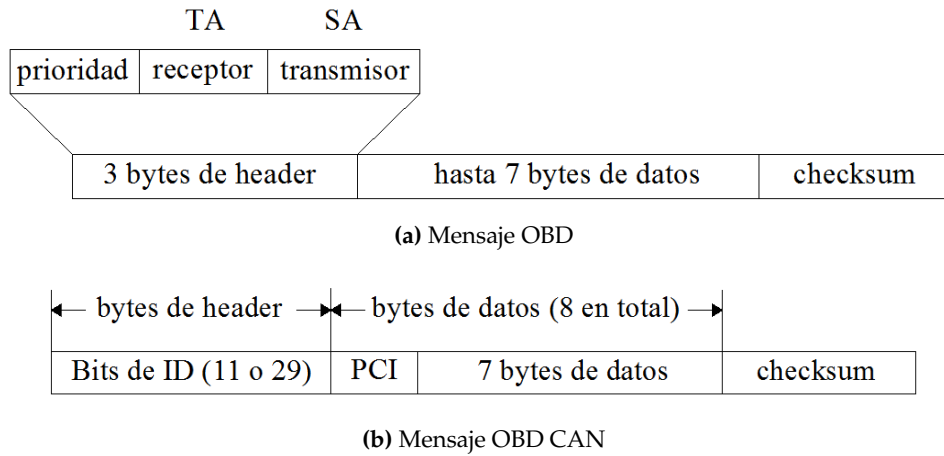 TA SA
prioridad receptor transmisor
3 bytes de header hasta 7 bytes de datos checksum
(a) Mensaje OBD
bytes de header bytes de datos (8 en total)
Bits de ID (11 o 29) PCI 7 bytes de datos checksum
(b) Mensaje OBD CAN